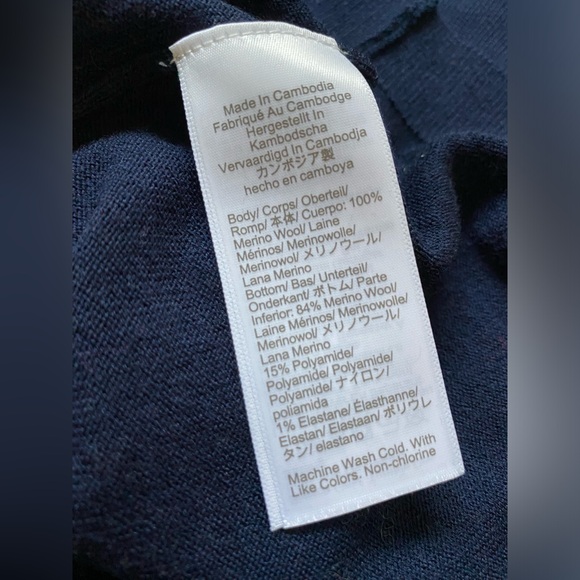 Made In Cambodia
Fabriqué Au Cambodge
Hergestellt In
Kambodscha
Vervaardigd In Cambodja
カンボジア製
hecho en camboya
Body/ Corps/ Oberteil/
Romp/ 本体/ Cuerpo: 100%
Merino Wool/ Laine
Mérinos/ Merinowolle/
Merinowol/ メリノウール/
Lana Merino
Bottom/ Bas/ Unterteil/
Onderkant/ ボトム/ Parte
Inferior: 84% Merino Wool/
Laine Mérinos/ Merinowolle/
Merinowol/ メリノウール/
Lana Merino
15% Polyamide/
Polyamide/ Polyamid/
Polyamide/ ナイロン/
poliamida
1% Elastane/ Élasthanne/
Elastan/ Elastaan/ ポリウレ
タン/ elastano
Machine Wash Cold. With
Like Colors. Non-chlorine